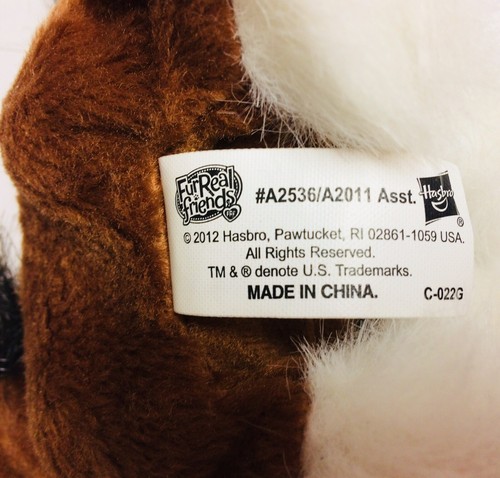 FurReal
friends
#A2536/A2011 Asst.
Hasbro
®
© 2012 Hasbro, Pawtucket, RI 02861-1059 USA.
All Rights Reserved.
TM & ® denote U.S. Trademarks.
MADE IN CHINA.
C-022G